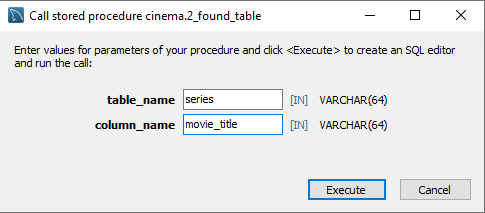 Call stored procedure cinema.2_found_table
Enter values for parameters of your procedure and click <Execute> to create an SQL editor
and run the call:
table_name series [IN] VARCHAR(64)
column_name movie_title [IN] VARCHAR(64)
Execute Cancel